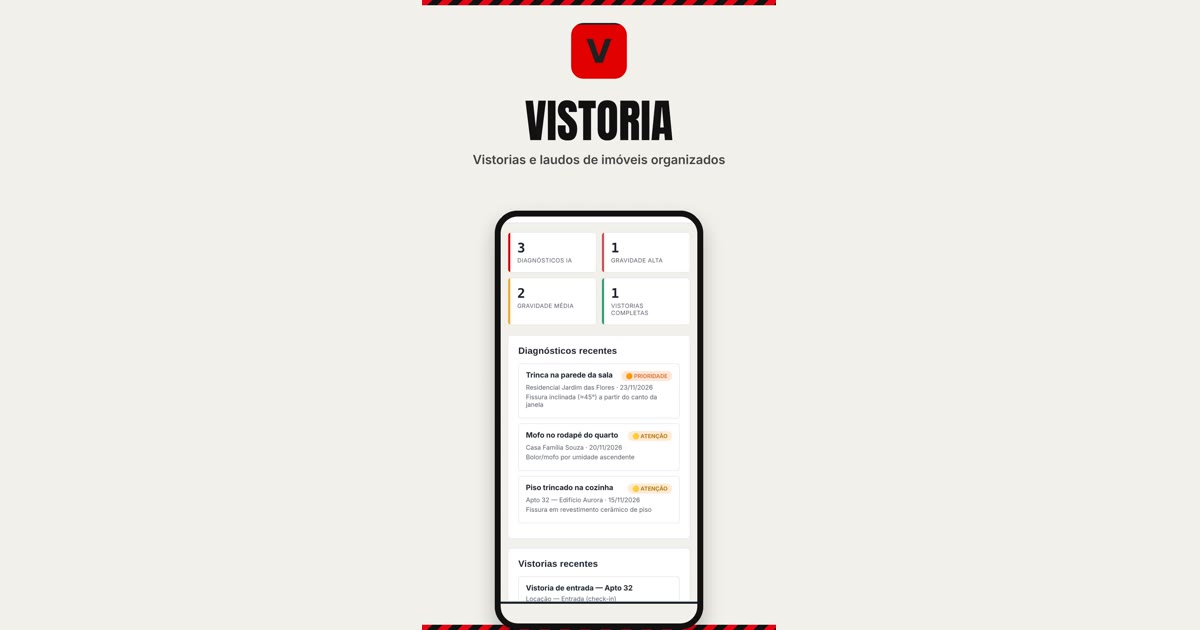 V
VISTORIA
Vistorias e laudos de imóveis organizados
3
DIAGNÓSTICOS IA
1
GRAVIDADE ALTA
2
GRAVIDADE MÉDIA
1
VISTORIAS
COMPLETAS
Diagnósticos recentes
Trinca na parede da sala
PRIORIDADE
Residencial Jardim das Flores · 23/11/2026
Fissura inclinada (≈45°) a partir do canto da
janela
Mofo no rodapé do quarto
ATENÇÃO
Casa Família Souza · 20/11/2026
Bolor/mofo por umidade ascendente
Piso trincado na cozinha
ATENÇÃO
Apto 32 — Edifício Aurora · 15/11/2026
Fissura em revestimento cerâmico de piso
Vistorias recentes
Vistoria de entrada — Apto 32
Locação — Entrada (check-in)